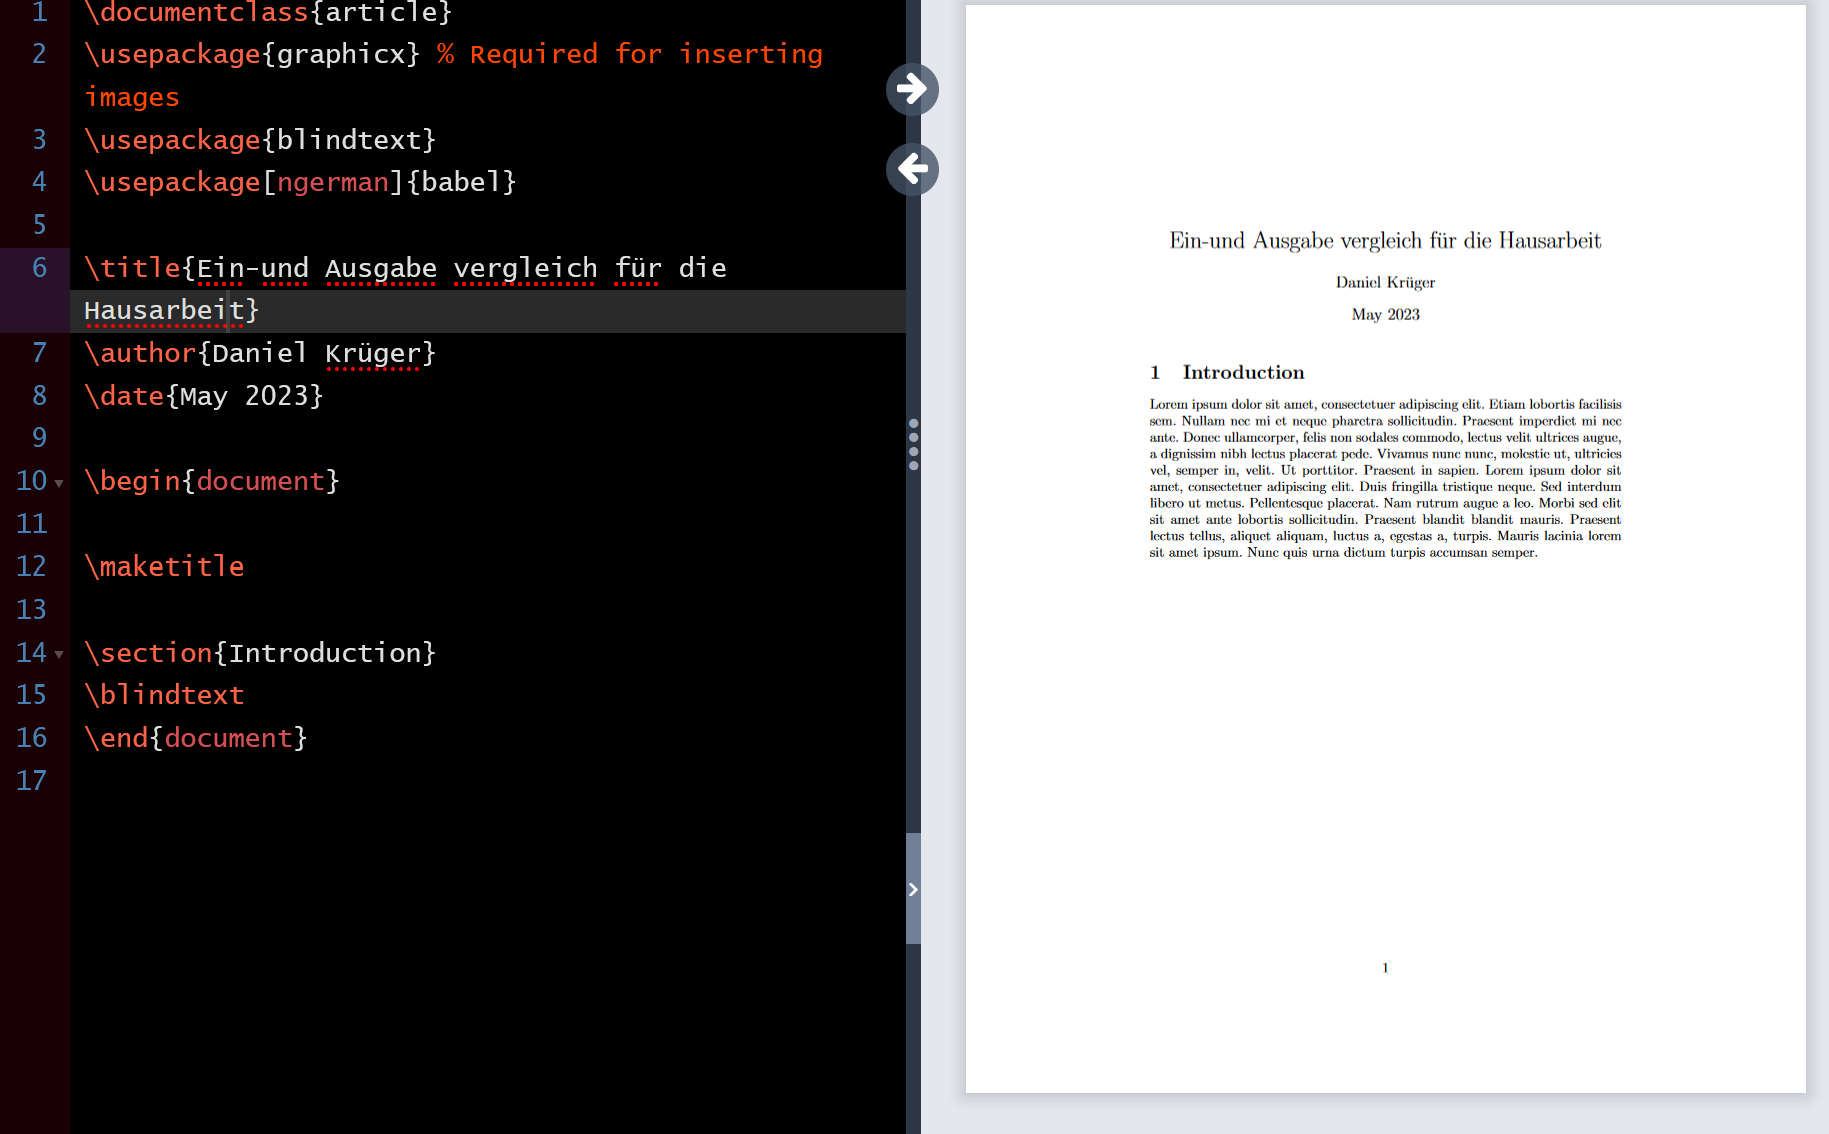 1 \documentclass{article}
2 \usepackage{graphicx} % Required for inserting
images
3 \usepackage{blindtext}
4 \usepackage[ngerman]{babel}
5
6 \title{Ein-und Ausgabe vergleich für die
Hausarbeit}
7 \author{Daniel Krüger}
8 \date{May 2023}
9
10 \begin{document}
11
12 \maketitle
13
14 \section{Introduction}
15 \blindtext
16 \end{document}
17
Ein-und Ausgabe vergleich für die Hausarbeit
Daniel Krüger
May 2023
1 Introduction
Lorem ipsum dolor sit amet, consectetuer adipiscing elit. Etiam lobortis facilisis
sem. Nullam nec mi et neque pharetra sollicitudin. Praesent imperdiet mi nec
ante. Donec ullamcorper, felis non sodales commodo, lectus velit ultrices augue,
a dignissim nibh lectus placerat pede. Vivamus nunc nunc, molestie ut, ultricies
vel, semper in, velit. Ut porttitor. Praesent in sapien. Lorem ipsum dolor sit
amet, consectetuer adipiscing elit. Duis fringilla tristique neque. Sed interdum
libero ut metus. Pellentesque placerat. Nam rutrum augue a leo. Morbi sed elit
sit amet ante lobortis sollicitudin. Praesent blandit blandit mauris. Praesent
lectus tellus, aliquet aliquam, luctus a, egestas a, turpis. Mauris lacinia lorem
sit amet ipsum. Nunc quis urna dictum turpis accumsan semper.
1